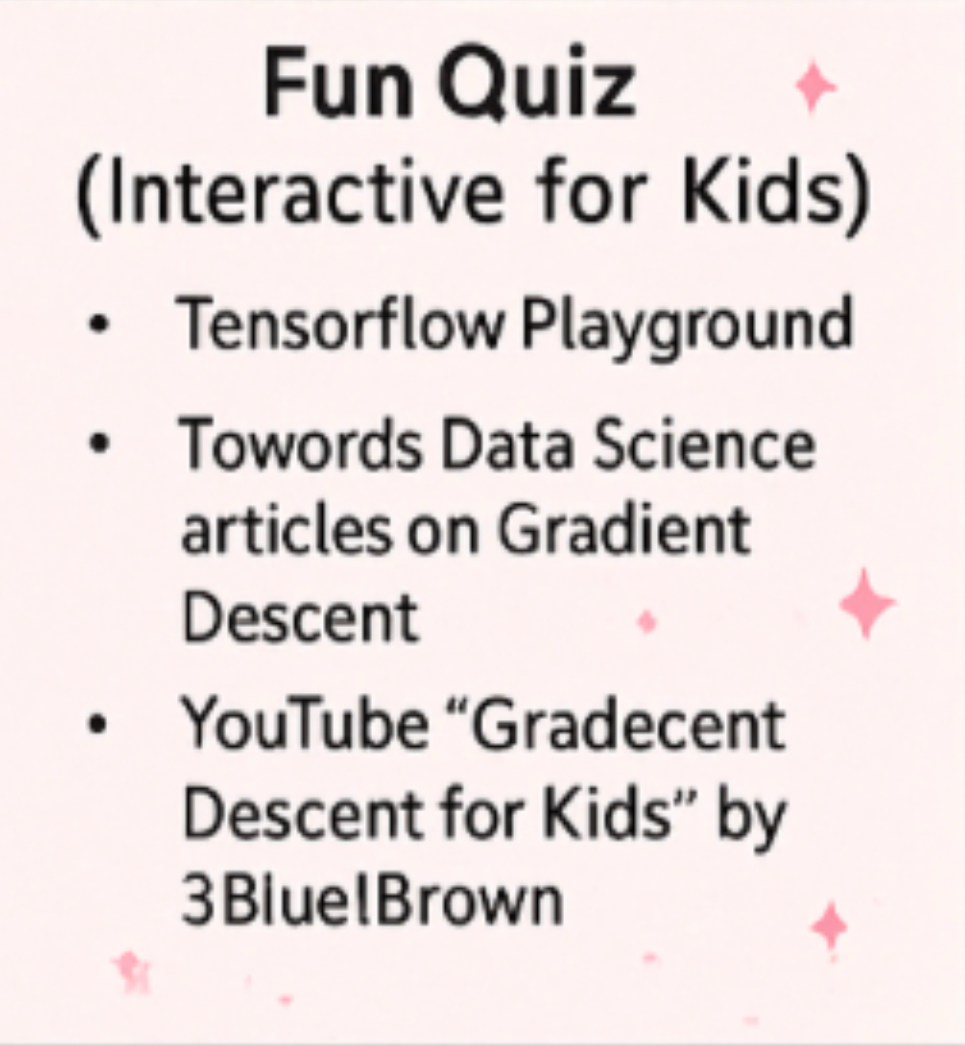 Fun Quiz
(Interactive for Kids)
• Tensorflow Playground
• Towords Data Science
articles on Gradient
Descent
• YouTube “Gradecent
Descent for Kids” by
3BluelBrown